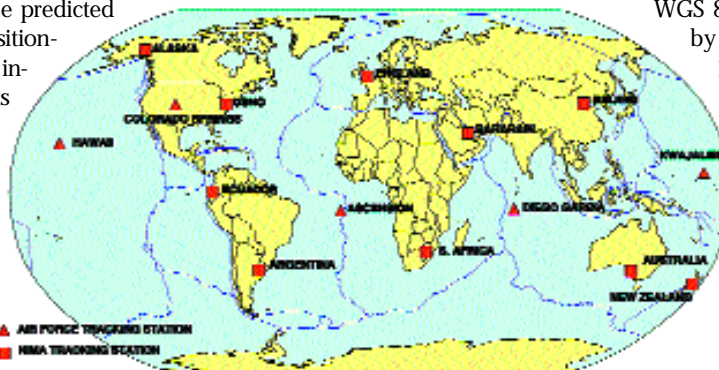 e predicted
sition-
in-
s
WGS 8
by
ALASKA
ENGLAND
OHIO
BEIJING
COLORADO SPRINGS
BAHRAIN
HAWAII
KWAJALEIN
ECUADOR
ASCENSION
DIEGO GARCIA
S. AFRICA
ARGENTINA
AUSTRALIA
NEW ZEALAND
AIR FORCE TRACKING STATION
NIMA TRACKING STATION